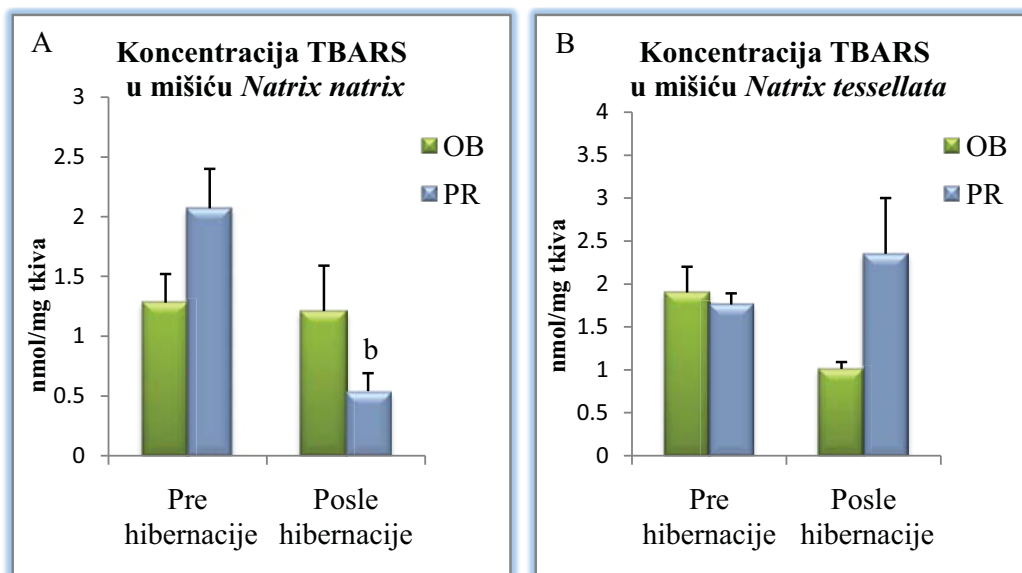 A
Koncentracija TBARS
u mišiću Natrix natrix
3
2.5
2
1.5
1
0.5
0
nmol/mg tkiva
OB
PR
b
Pre
hibernacije
Posle
hibernacije
B
Koncentracija TBARS
u mišiću Natrix tessellata
4
3.5
3
2.5
2
1.5
1
0.5
0
nmol/mg tkiva
OB
PR
Pre
hibernacije
Posle
hibernacije